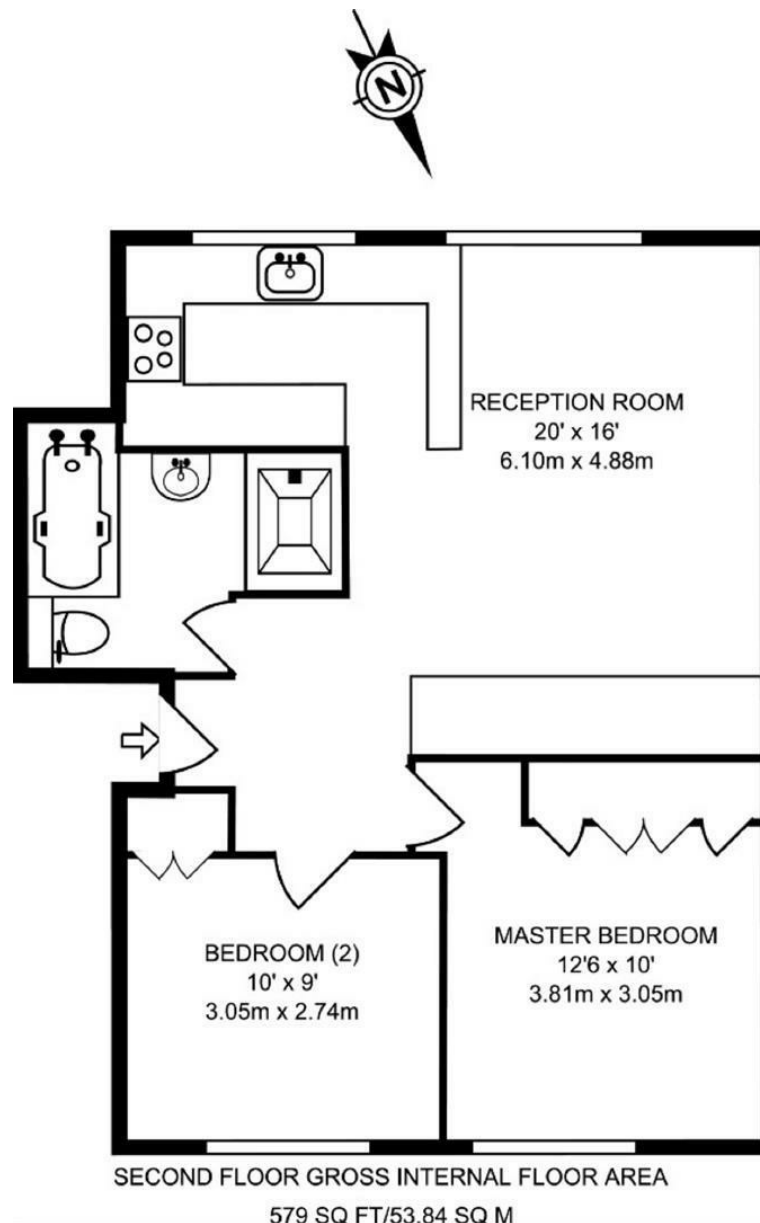 N
RECEPTION ROOM
20' x 16'
6.10m x 4.88m
MASTER BEDROOM
12'6 x 10'
3.81m x 3.05m
BEDROOM (2)
10' x 9'
3.05m x 2.74m
SECOND FLOOR GROSS INTERNAL FLOOR AREA
579 SQ FT/53.84 SQ M